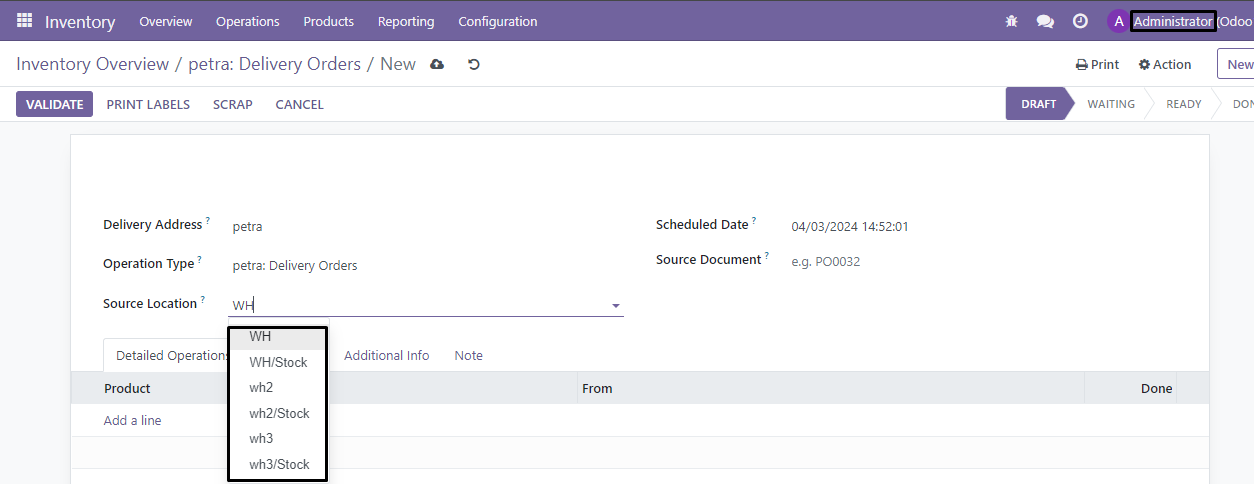 Inventory Overview Operations Products Reporting Configuration A Administrator (Odoo
Inventory Overview / petra: Delivery Orders / New Print Action New
VALIDATE PRINT LABELS SCRAP CANCEL DRAFT WAITING READY DON
Delivery Address ? petra Scheduled Date ? 04/03/2024 14:52:01
Operation Type ? petra: Delivery Orders Source Document ? e.g. PO0032
Source Location ? WH
WH
Detailed Operations Additional Info Note
WH/Stock
Product wh2 From Done
Add a line wh2/Stock
wh3
wh3/Stock